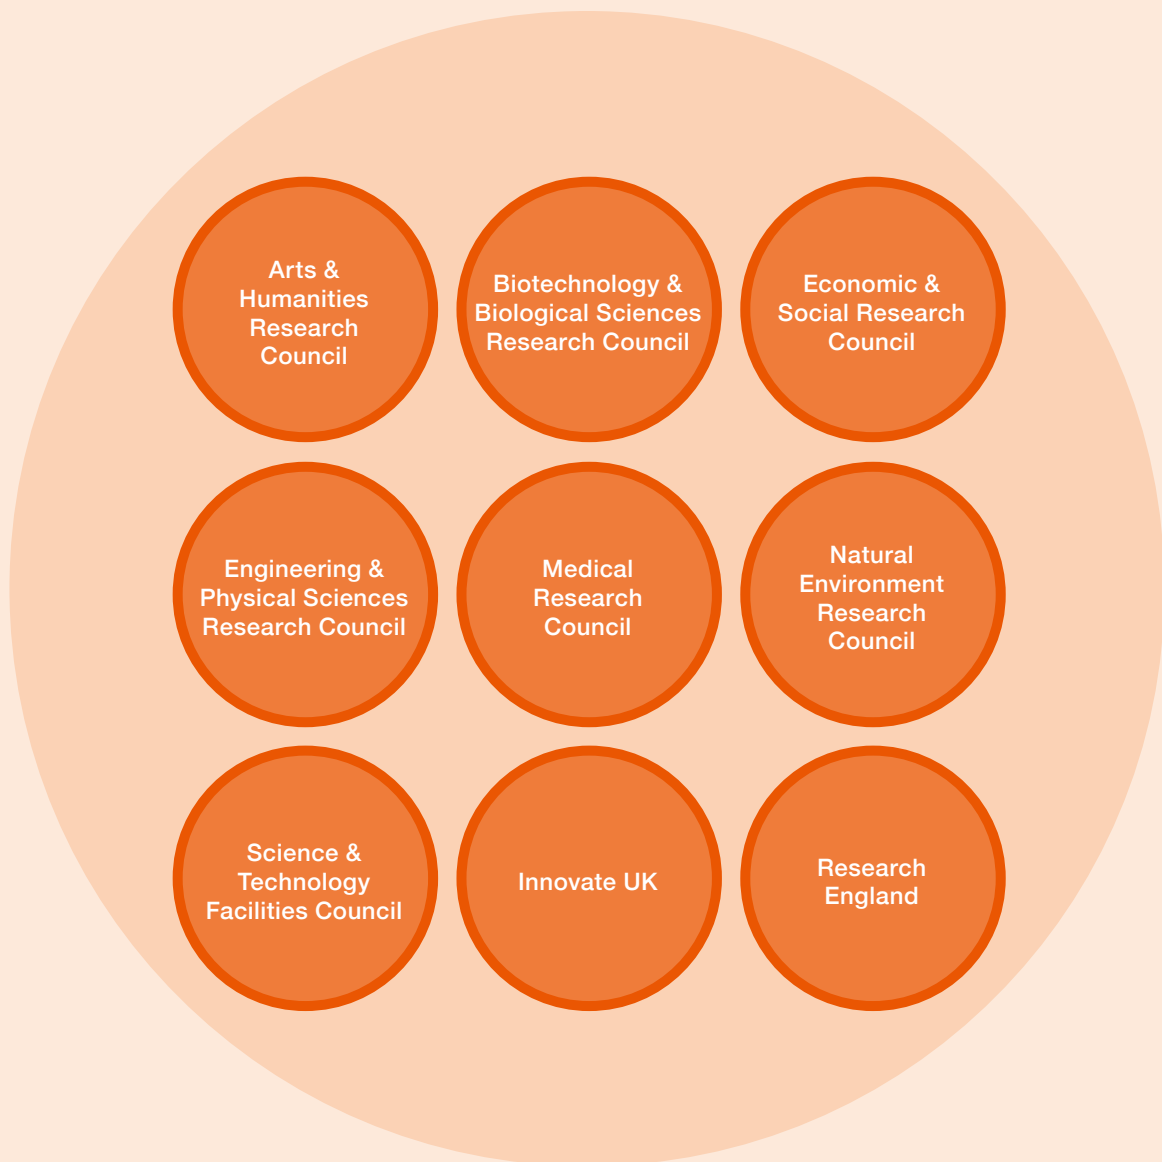 Arts &
Humanities
Research
Council
Biotechnology &
Biological Sciences
Research Council
Economic &
Social Research
Council
Engineering &
Physical Sciences
Research Council
Medical
Research
Council
Natural
Environment
Research
Council
Science &
Technology
Facilities Council
Innovate UK
Research
England